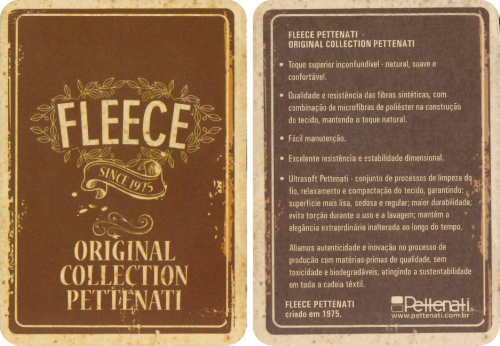 FLEECE
SINCE 1975
ORIGINAL
COLLECTION
PETTENATI
FLEECE PETTENATI -
ORIGINAL COLLECTION PETTENATI
• Toque superior inconfundível - natural, suave e
confortável.
• Qualidade e resistência das fibras sintéticas, com
combinação de microfibras de poliéster na construção
do tecido, mantendo o toque natural.
• Fácil manutenção.
• Excelente resistência e estabilidade dimensional.
• Ultrasoft Pettenati - conjunto de processos de limpeza do
fio, relaxamento e compactação do tecido, garantindo:
superfície mais lisa, sedosa e regular; maior durabilidade;
evita torção durante o uso e a lavagem; mantêm a
elegância extraordinária inalterada ao longo do tempo.
Aliamos autenticidade e inovação no processo de
produção com matérias-primas de qualidade, sem
toxicidade e biodegradáveis, atingindo a sustentabilidade
em toda a cadeia têxtil.
FLEECE PETTENATI
criado em 1975.
Pettenati®
www.pettenati.com.br